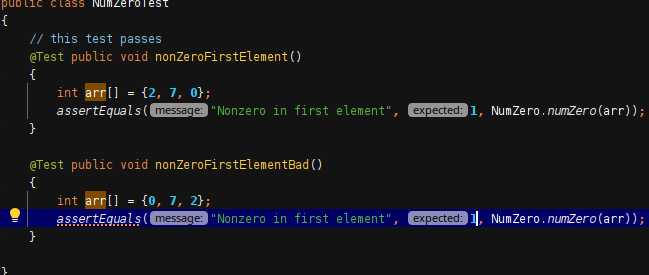 public class NumZeroTest
{
// this test passes
@Test public void nonZeroFirstElement()
{
int arr[] = {2, 7, 0};
assertEquals( message: "Nonzero in first element", expected: 1, NumZero.numZero(arr));
}
@Test public void nonZeroFirstElementBad()
{
int arr[] = {0, 7, 2};
assertEquals( message: "Nonzero in first element", expected: 1, NumZero.numZero(arr));
}
}